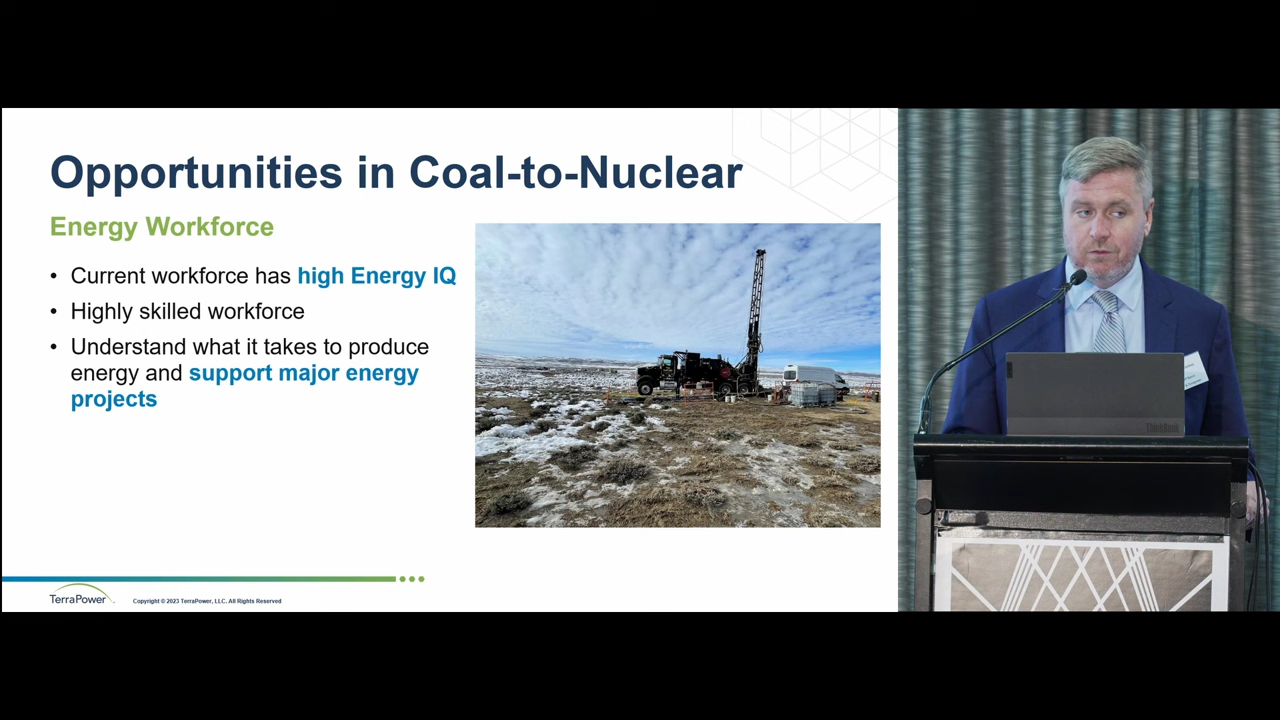 Opportunities in Coal-to-Nuclear
Energy Workforce
• Current workforce has high Energy IQ
• Highly skilled workforce
• Understand what it takes to produce
energy and support major energy
projects
TerraPower
Copyright © 2023 TerraPower, LLC. All Rights Reserved
ThinkBook